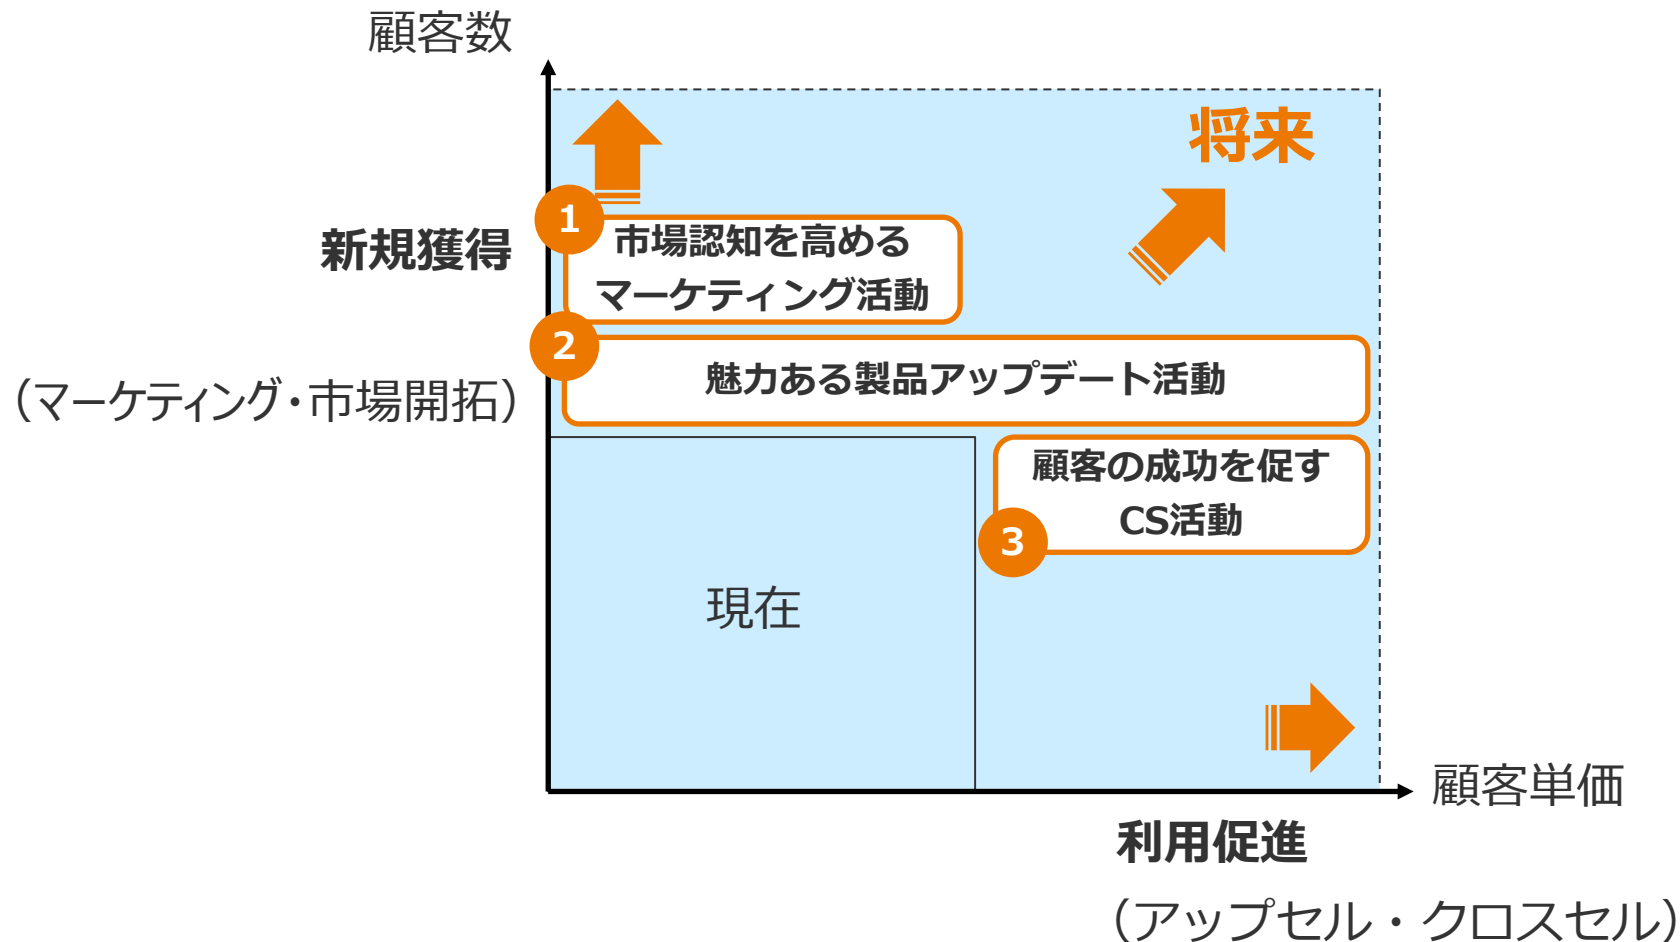 顧客数
将来
1
市場認知を高める
マーケティング活動
新規獲得
2
魅力ある製品アップデート活動
（マーケティング・市場開拓）
顧客の成功を促す
CS活動
3
現在
顧客単価
利用促進
（アップセル・クロスセル）